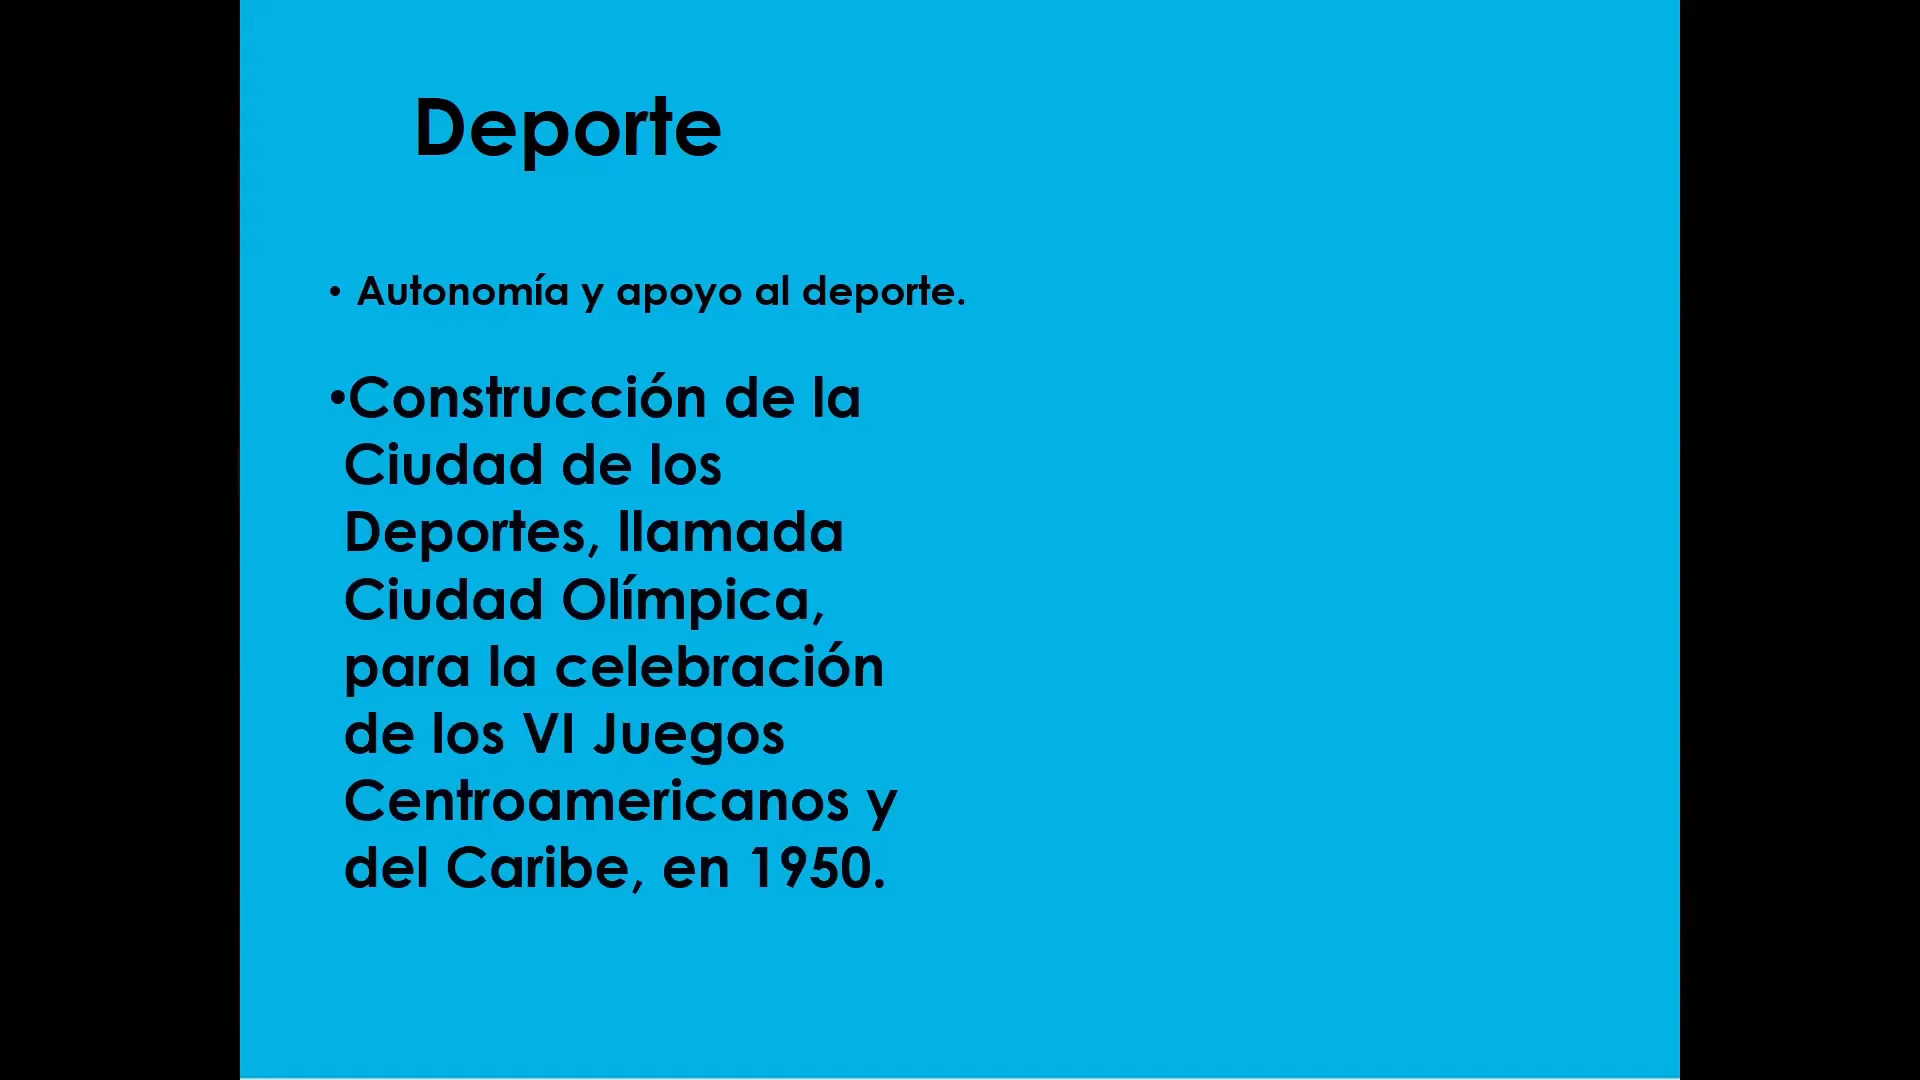 Deporte
• Autonomía y apoyo al deporte.
•Construcción de la
Ciudad de los
Deportes, llamada
Ciudad Olímpica,
para la celebración
de los VI Juegos
Centroamericanos y
del Caribe, en 1950.